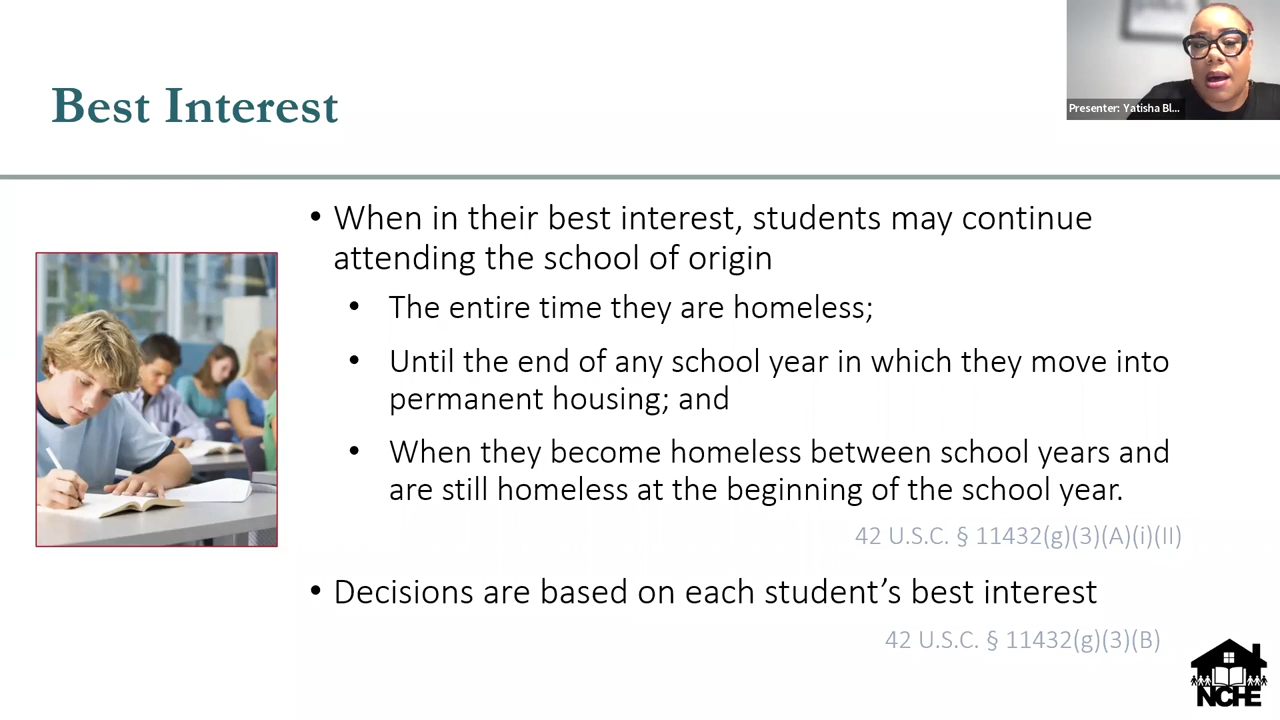 Best Interest
Presenter: Yatisha Bl...
• When in their best interest, students may continue
attending the school of origin
• The entire time they are homeless;
• Until the end of any school year in which they move into
permanent housing; and
• When they become homeless between school years and
are still homeless at the beginning of the school year.
42 U.S.C. § 11432(g)(3)(A)(i)(II)
• Decisions are based on each student’s best interest
42 U.S.C. § 11432(g)(3)(B)
NCHE